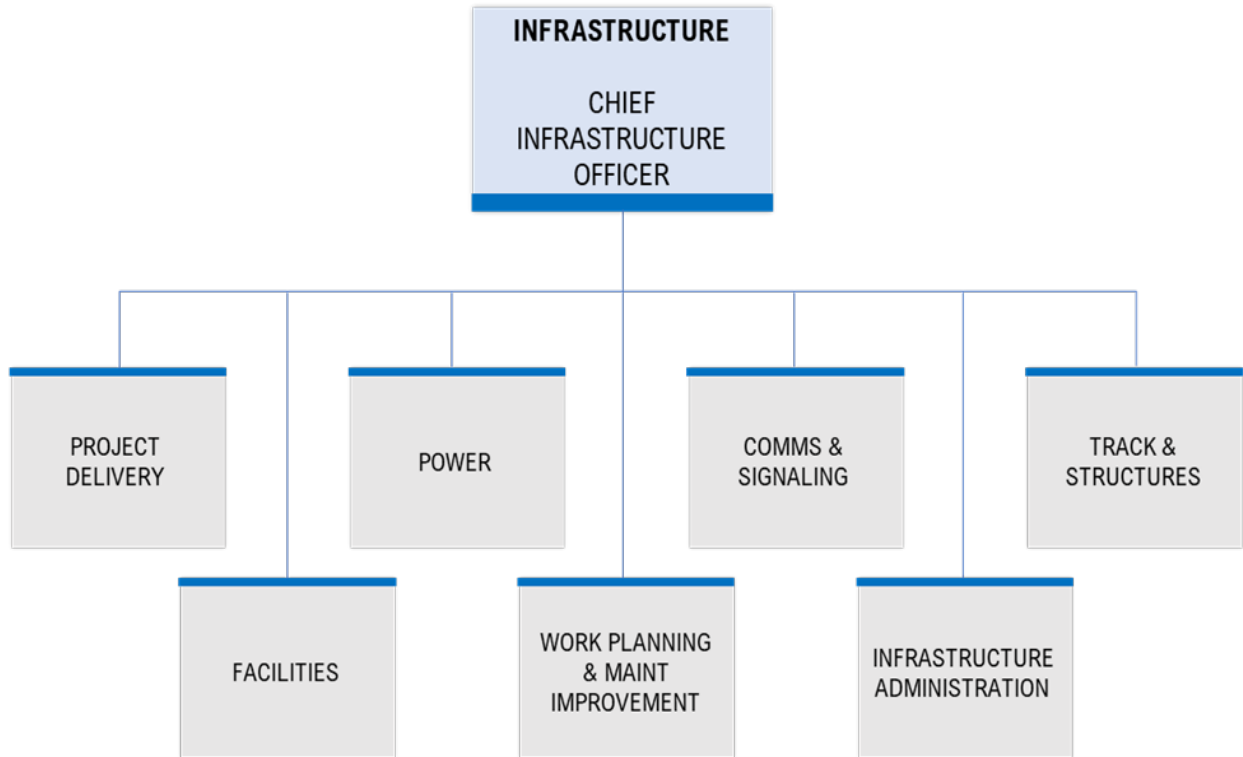 INFRASTRUCTURE
CHIEF
INFRASTRUCTURE
OFFICER
PROJECT
DELIVERY
POWER
COMMS &
SIGNALING
TRACK &
STRUCTURES
FACILITIES
WORK PLANNING
& MAINT
IMPROVEMENT
INFRASTRUCTURE
ADMINISTRATION